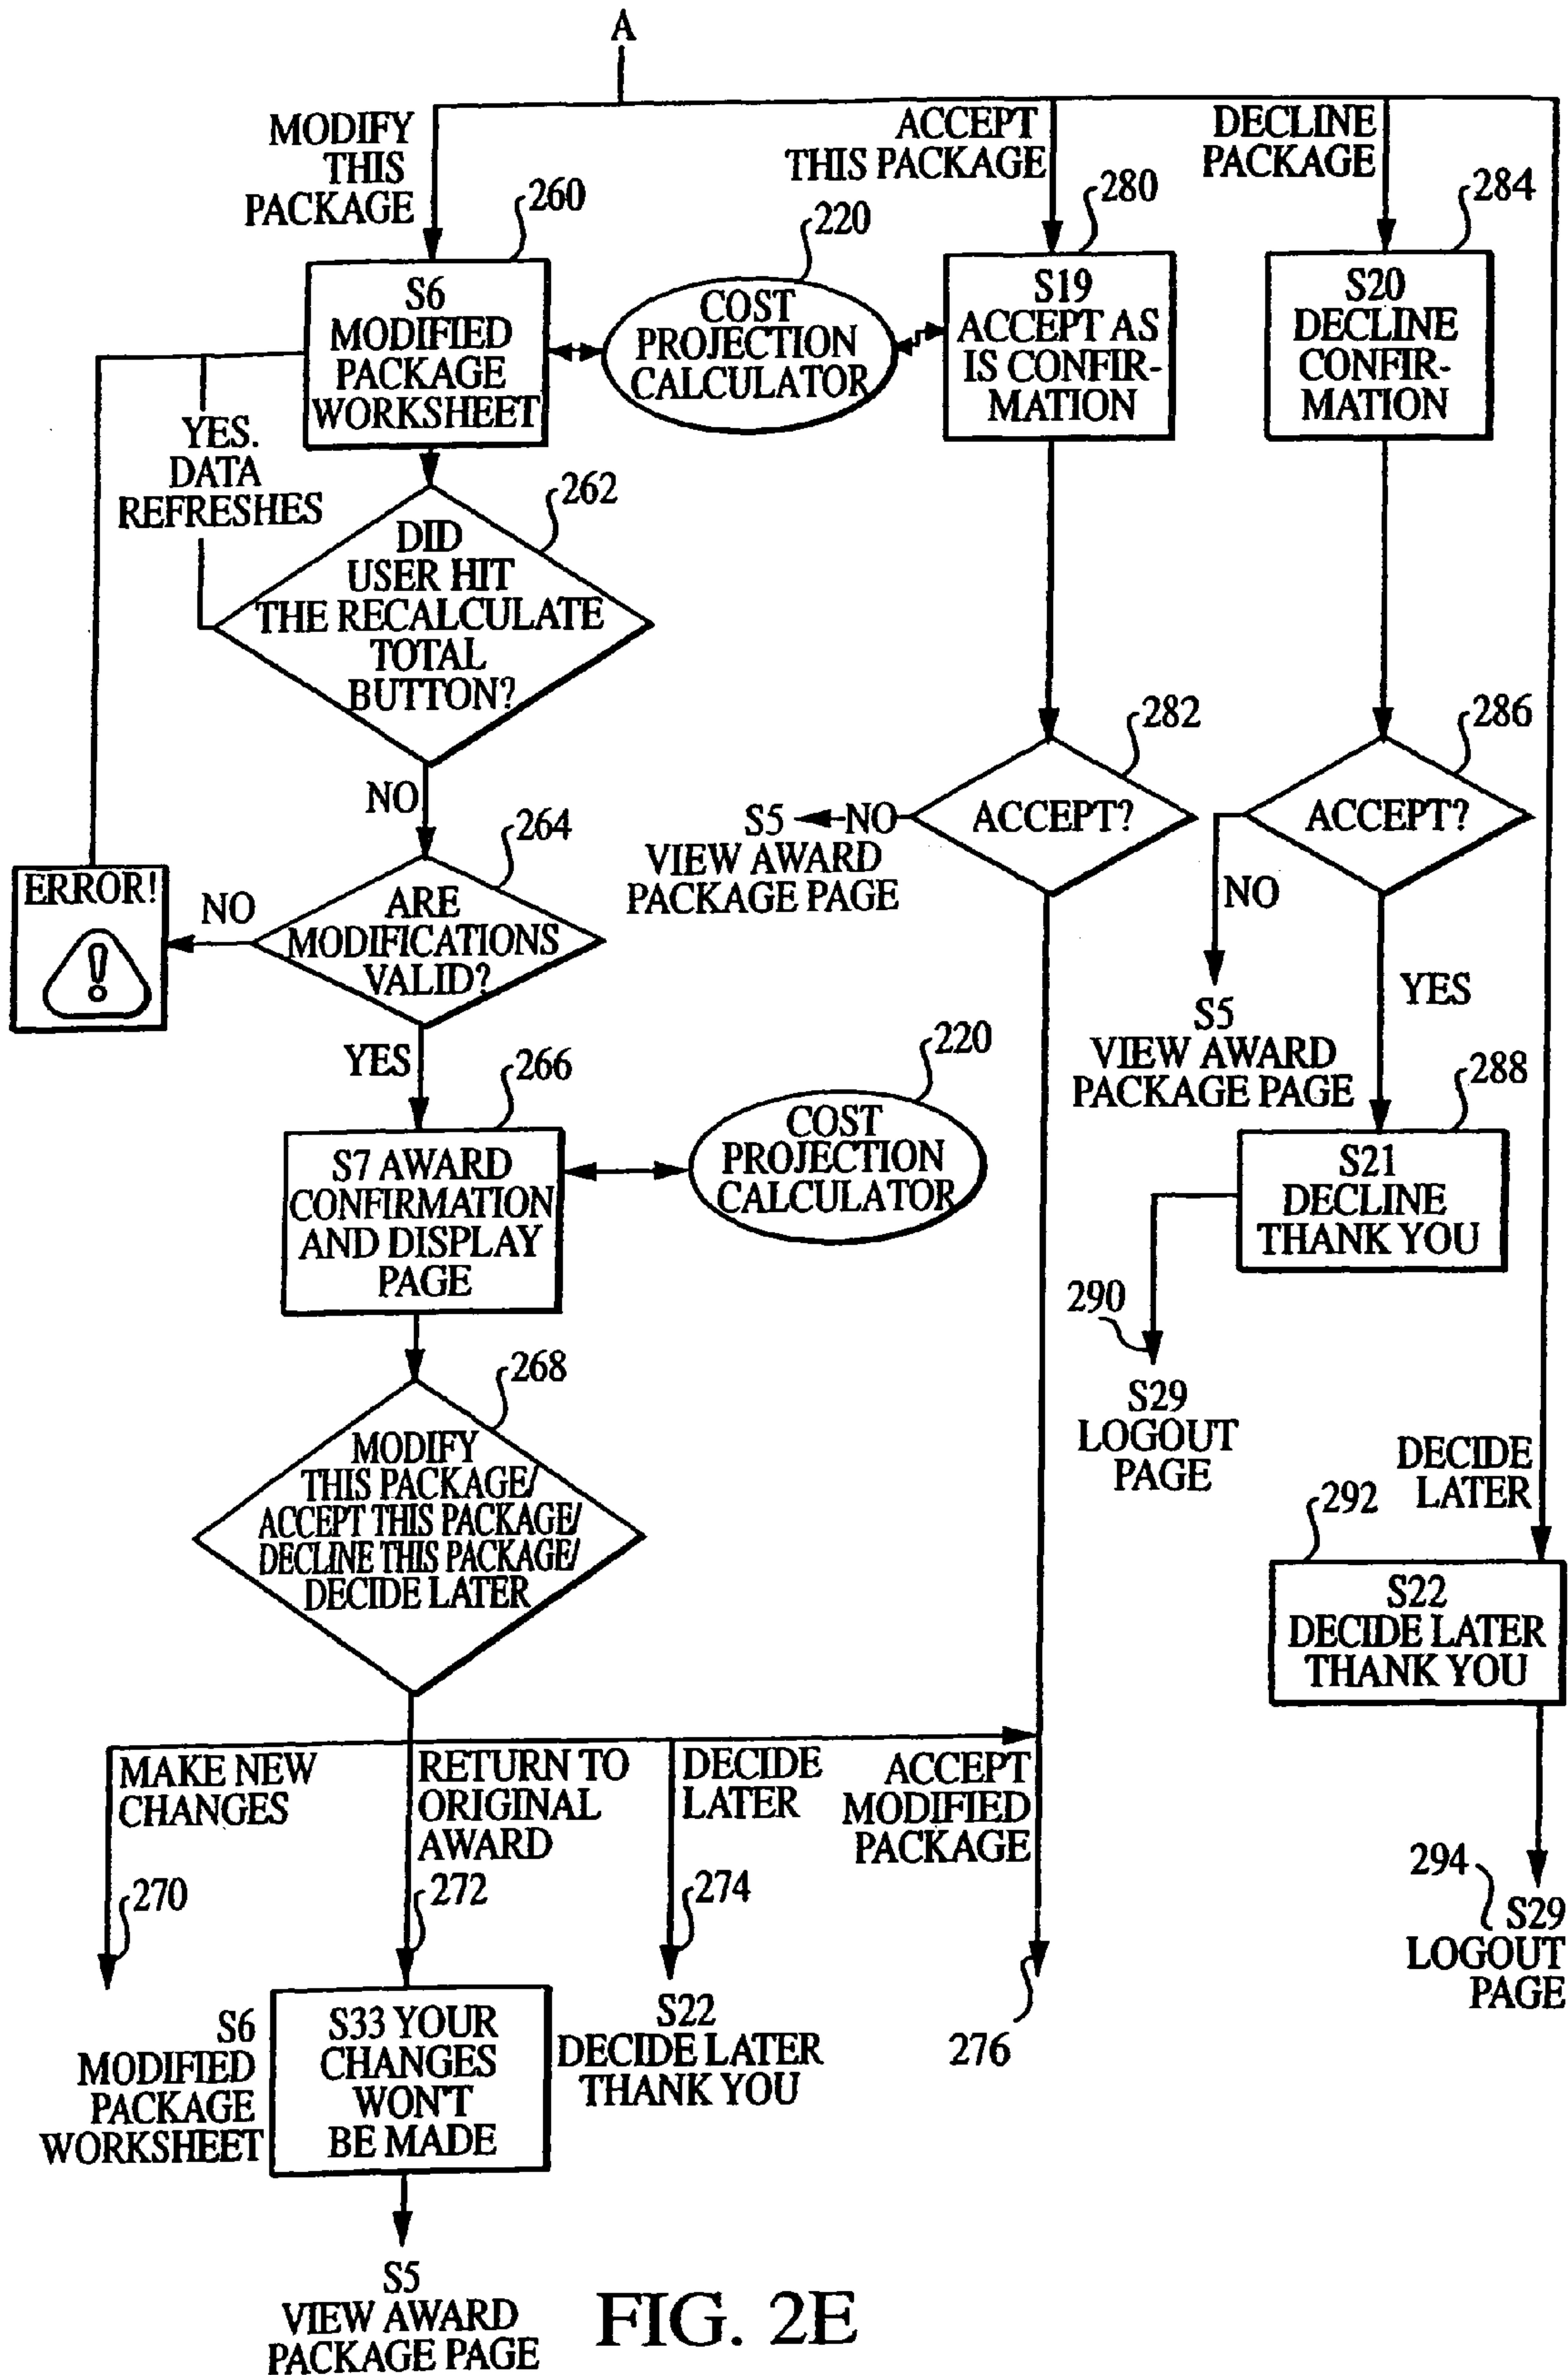 A
MODIFY
THIS
PACKAGE
ACCEPT
THIS PACKAGE
DECLINE
PACKAGE
260
220
280
284
S6
MODIFIED
PACKAGE
WORKSHEET
COST
PROJECTION
CALCULATOR
S19
ACCEPT AS
IS CONFIR-
MATION
S20
DECLINE
CONFIR-
MATION
YES.
DATA
REFRESHES
262
DID
USER HIT
THE RECALCULATE
TOTAL
BUTTON?
NO
264
ERROR!
!
NO
ARE
MODIFICATIONS
VALID?
282
ACCEPT?
NO
S5
VIEW AWARD
PACKAGE PAGE
286
ACCEPT?
NO
S5
VIEW AWARD
PACKAGE PAGE
YES
YES
266
220
288
S7 AWARD
CONFIRMATION
AND DISPLAY
PAGE
COST
PROJECTION
CALCULATOR
S21
DECLINE
THANK YOU
290
S29
LOGOUT
PAGE
268
MODIFY
THIS PACKAGE/
ACCEPT THIS PACKAGE/
DECLINE THIS PACKAGE/
DECIDE LATER
DECIDE
LATER
292
S22
DECIDE LATER
THANK YOU
MAKE NEW
CHANGES
RETURN TO
ORIGINAL
AWARD
DECIDE
LATER
ACCEPT
MODIFIED
PACKAGE
270
272
274
276
294
S29
LOGOUT
PAGE
S6
MODIFIED
PACKAGE
WORKSHEET
S33 YOUR
CHANGES
WON'T
BE MADE
S22
DECIDE LATER
THANK YOU
S5
VIEW AWARD
PACKAGE PAGE
FIG. 2E